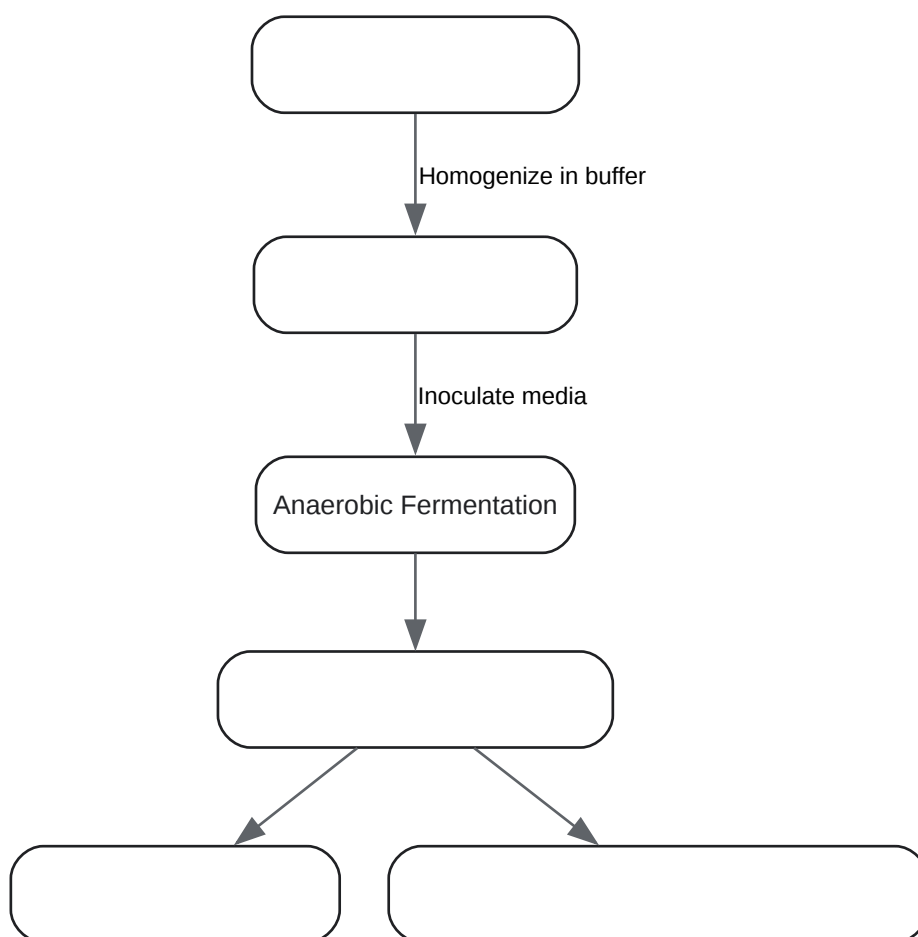 Homogenize in buffer
Inoculate media
Anaerobic Fermentation